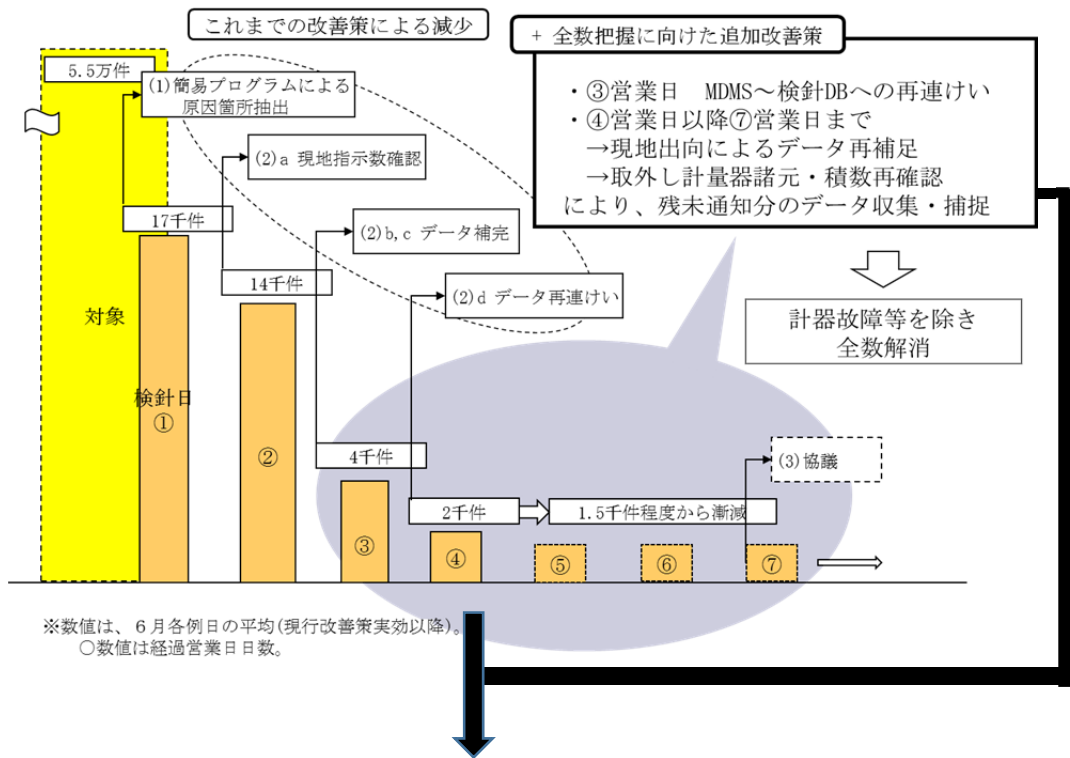 これまでの改善策による減少
+ 全数把握に向けた追加改善策
・③営業日　MDMS～検針DBへの再連けい
・④営業日以降⑦営業日まで
→現地出向によるデータ再補足
→取外し計量器諸元・積数再確認
により、残未通知分のデータ収集・捕捉
計器故障等を除き
全数解消
5.5万件
(1)簡易プログラムによる
原因箇所抽出
(2)a 現地指示数確認
17千件
(2)b,c データ補完
14千件
(2)d データ再連けい
対象
検針日
①
②
4千件
(3)協議
2千件
1.5千件程度から漸減
③
④
⑤
⑥
⑦
※数値は、６月各例日の平均(現行改善策実効以降)。
○数値は経過営業日日数。